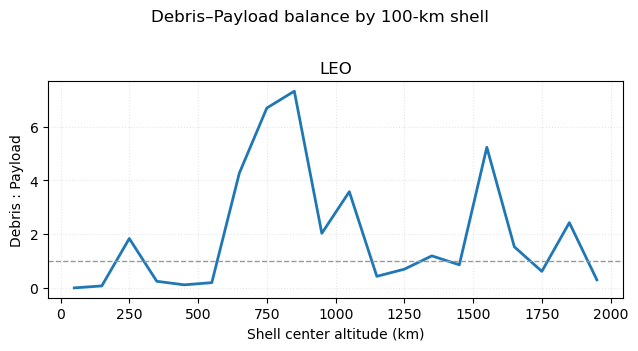 Debris–Payload balance by 100-km shell
LEO
Debris : Payload
6
4
2
0
0 250 500 750 1000 1250 1500 1750 2000
Shell center altitude (km)